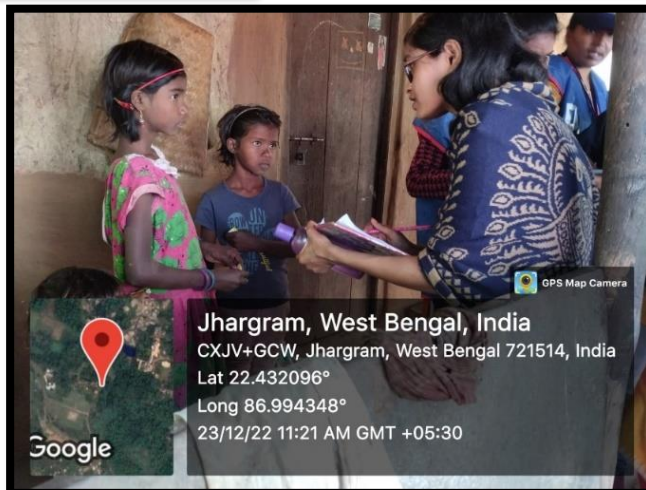 GPS Map Camera
Jhargram, West Bengal, India
CXJV+GCW, Jhargram, West Bengal 721514, India
Lat 22.432096°
Long 86.994348°
23/12/22 11:21 AM GMT +05:30
Google